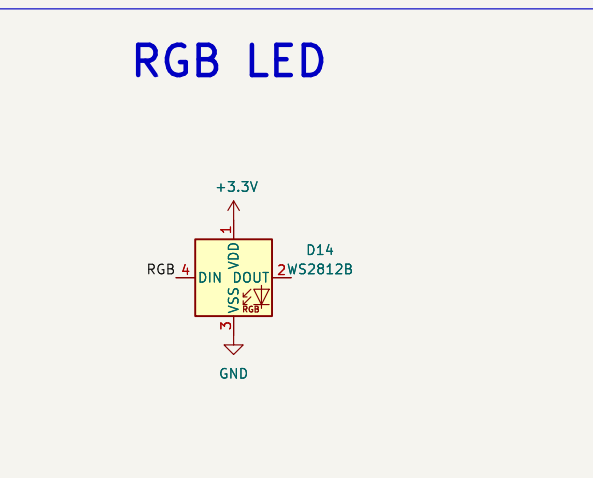 RGB LED
+3.3V
1
VDD
D14
RGB 4 DIN DOUT 2 WS2812B
VSS
RGB
3
GND